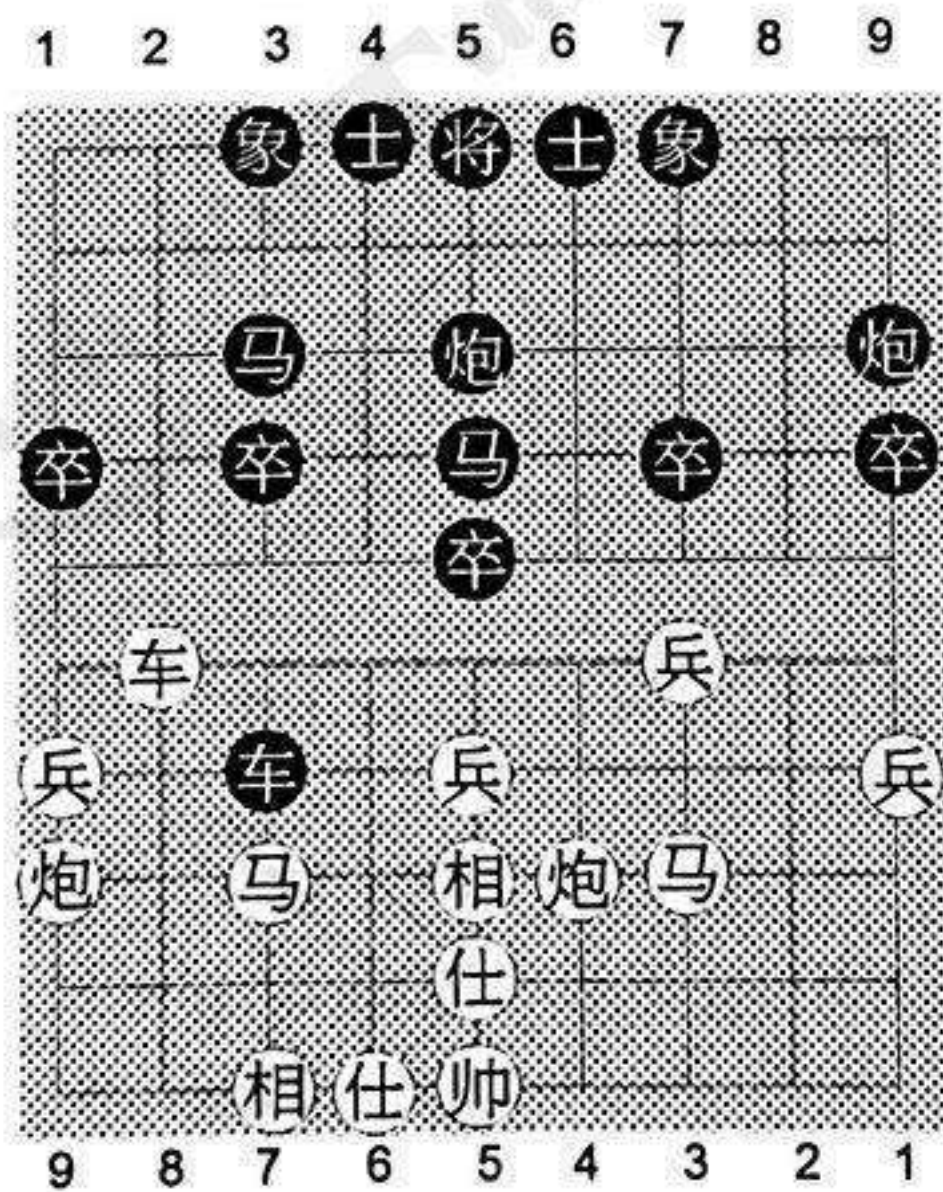 1 2 3 4 5 6 7 8 9
象 士 将 士 象
马 炮 炮
卒 卒 马 卒 卒
卒
车 兵
兵 车 兵 兵
炮 马 相 炮 马
仕
相 仕 帅
9 8 7 6 5 4 3 2 1